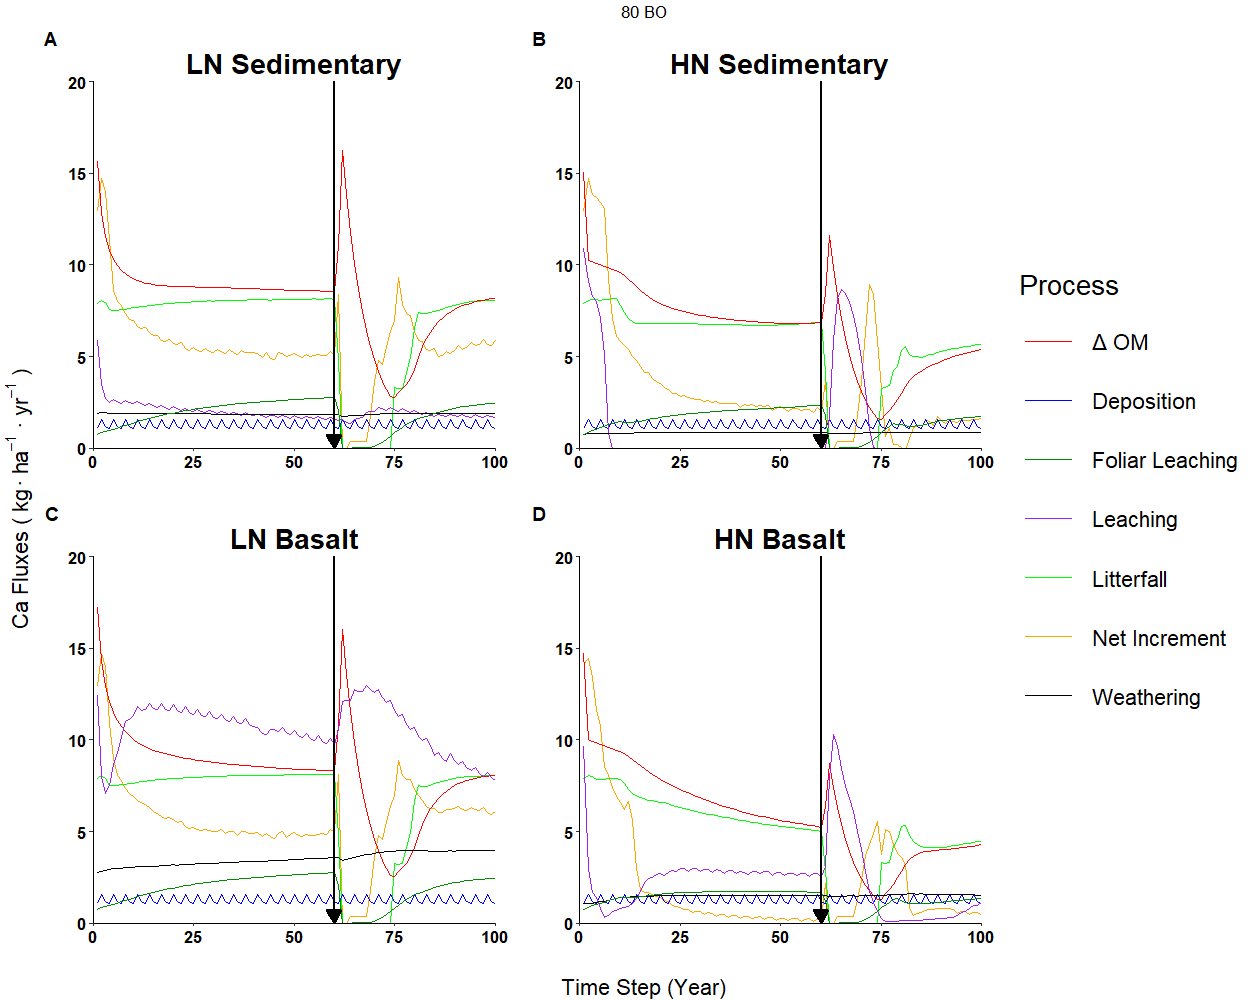 80 BO
A
LN Sedimentary
20
15
10
5
0
0 25 50 75 100
B
HN Sedimentary
20
15
10
5
0
0 25 50 75 100
C
LN Basalt
20
15
10
5
0
0 25 50 75 100
D
HN Basalt
20
15
10
5
0
0 25 50 75 100
Ca Fluxes ( kg · ha⁻¹ · yr⁻¹ )
Time Step (Year)
Process
Δ OM
Deposition
Foliar Leaching
Leaching
Litterfall
Net Increment
Weathering